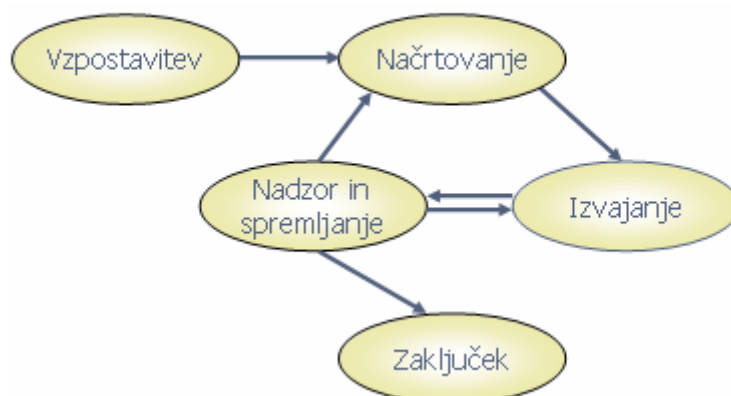 Vzpostavitev
Načrtovanje
Nadzor in
spremljanje
Izvajanje
Zaključek